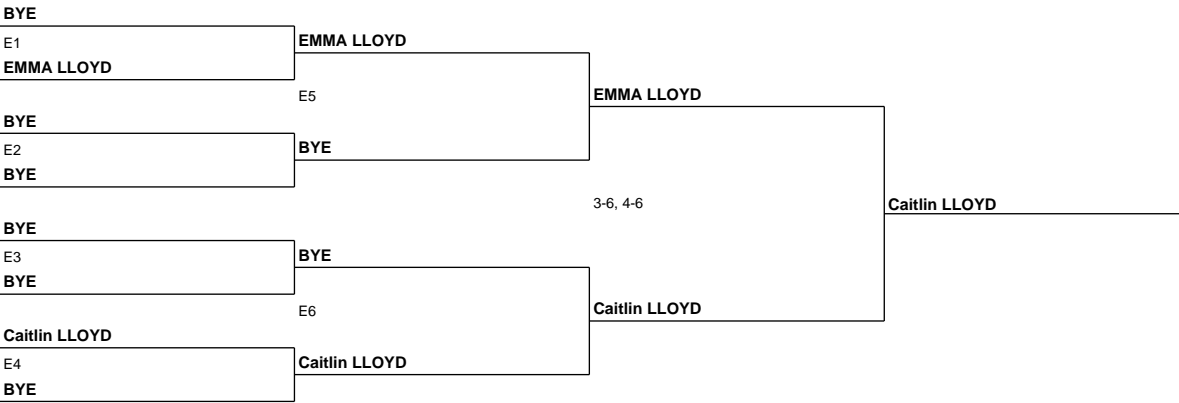 BYE
E1
EMMA LLOYD
EMMA LLOYD
E5
EMMA LLOYD
BYE
E2
BYE
BYE
3-6, 4-6
Caitlin LLOYD
BYE
E3
BYE
BYE
E6
Caitlin LLOYD
Caitlin LLOYD
E4
Caitlin LLOYD
BYE